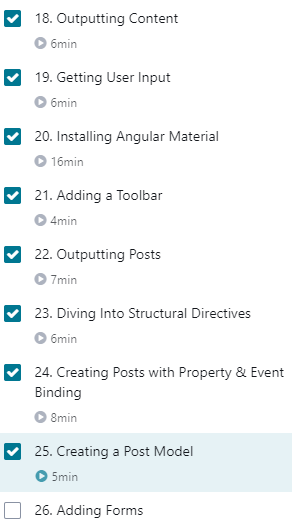 18. Outputting Content
6min
19. Getting User Input
6min
20. Installing Angular Material
16min
21. Adding a Toolbar
4min
22. Outputting Posts
7min
23. Diving Into Structural Directives
6min
24. Creating Posts with Property & Event
Binding
8min
25. Creating a Post Model
5min
26. Adding Forms